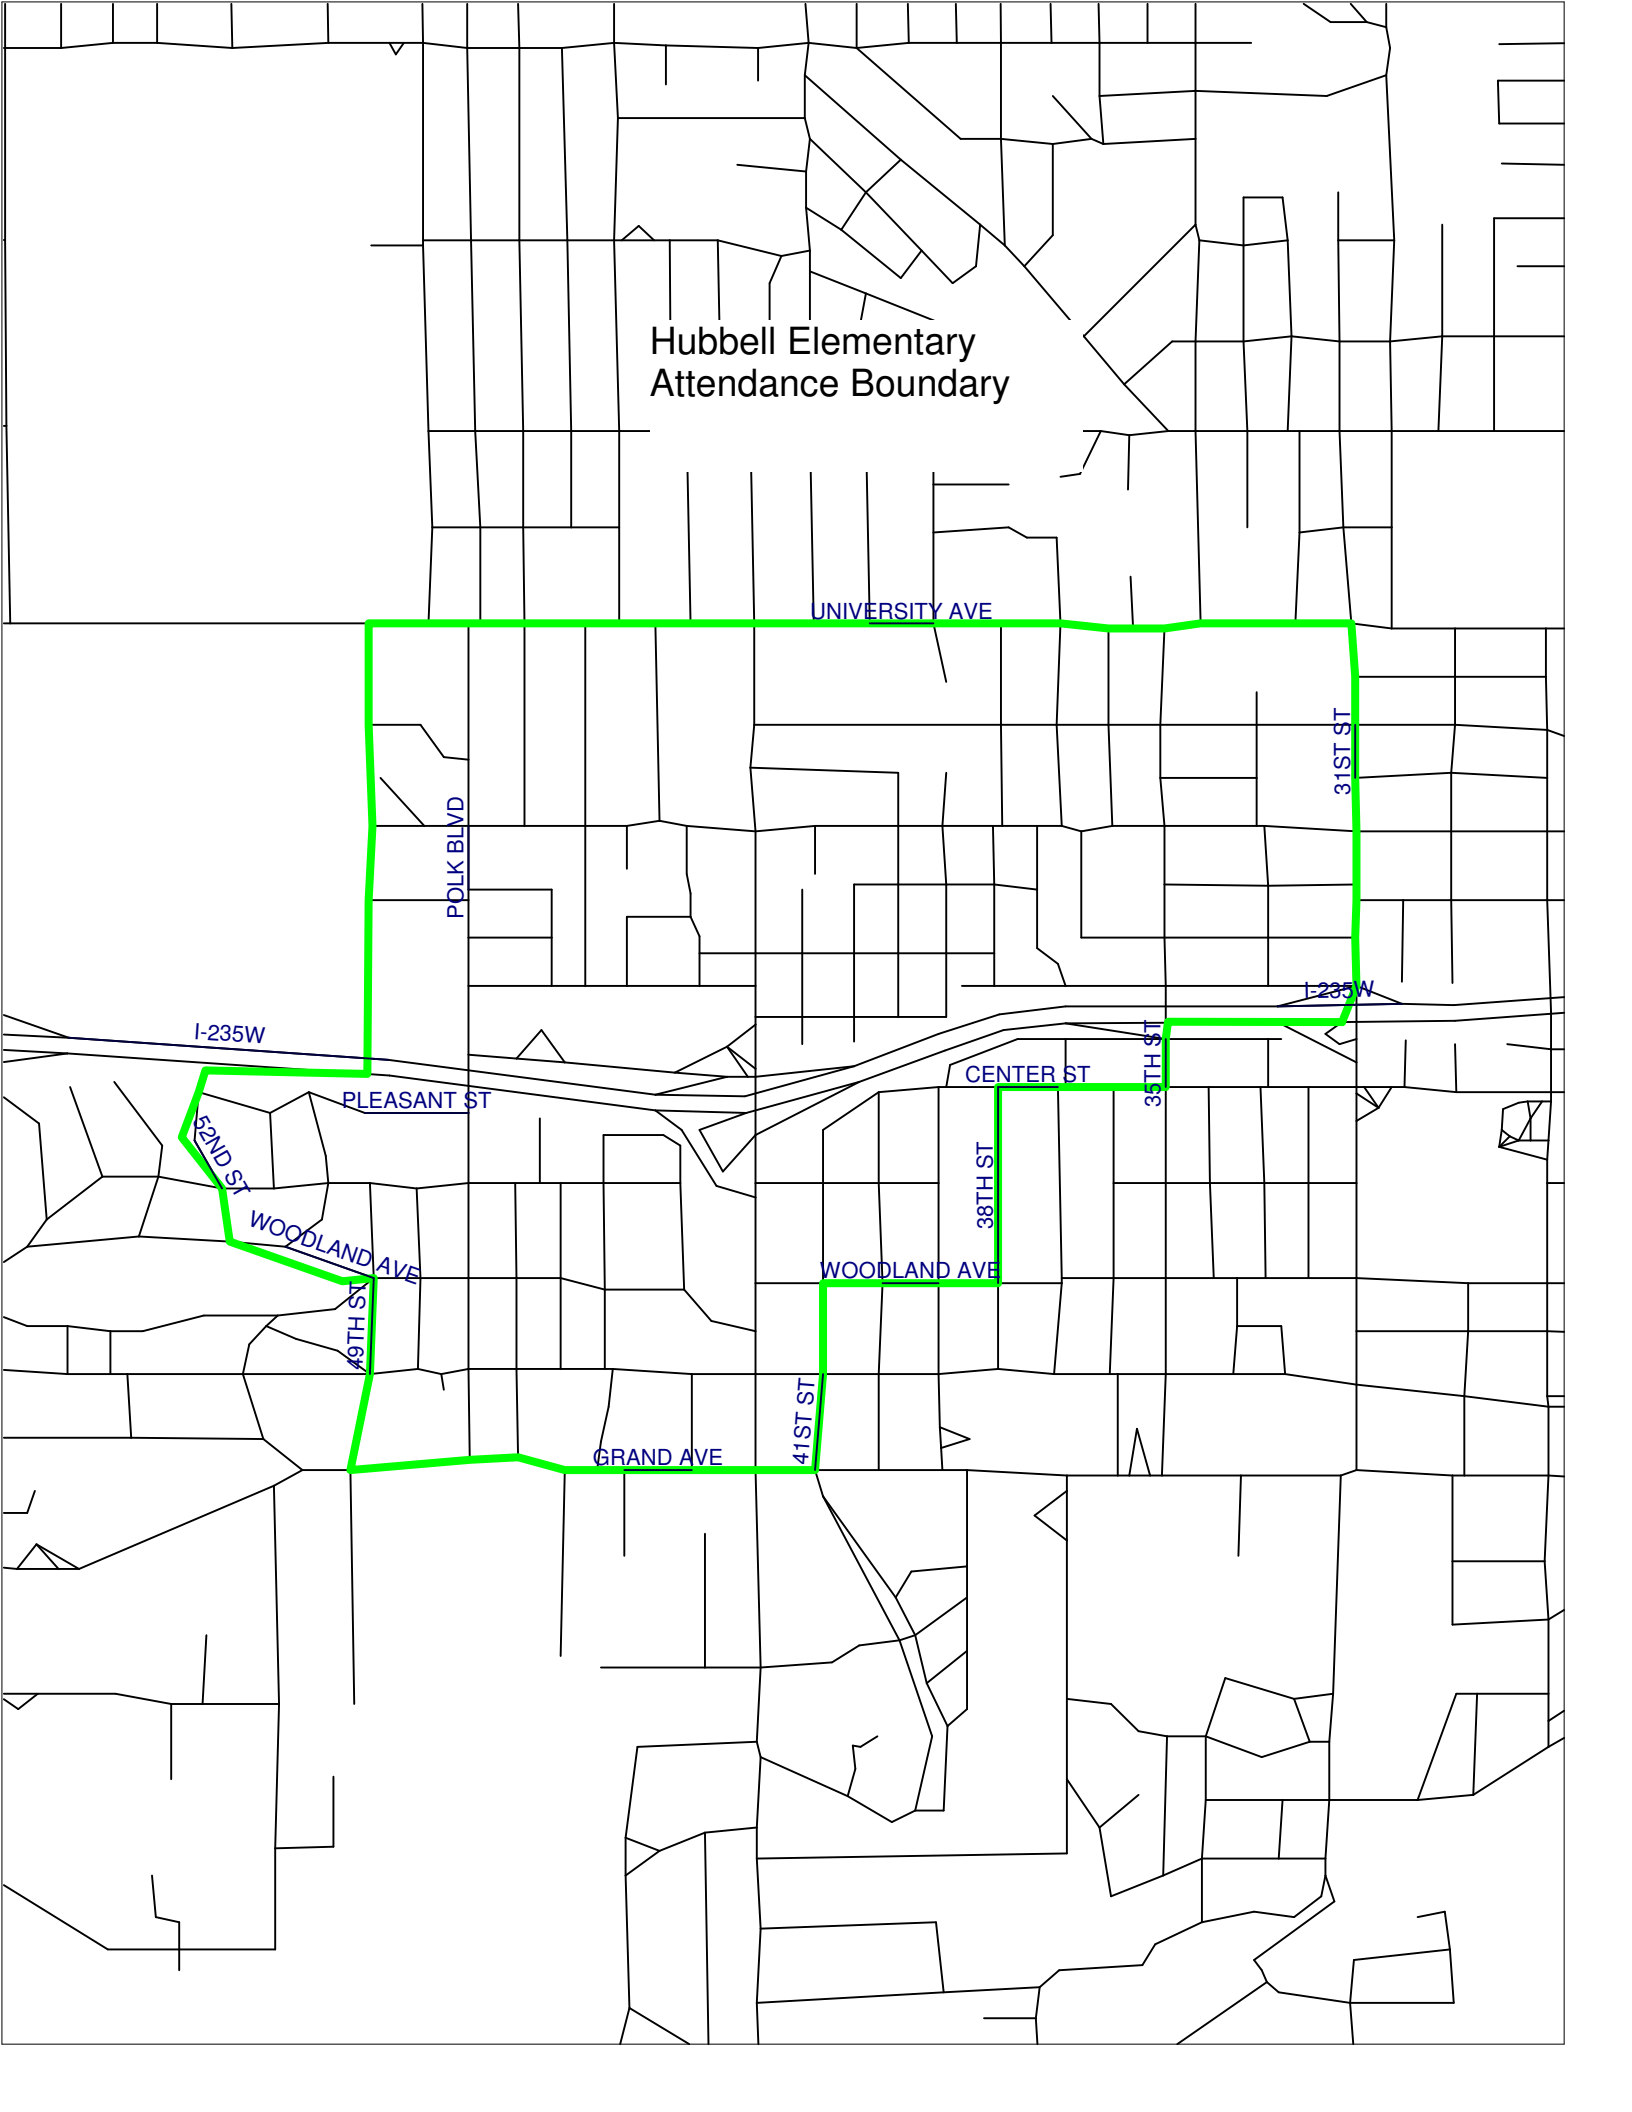 Hubbell Elementary
Attendance Boundary
UNIVERSITY AVE
31ST ST
POLK BLVD
I-235W
I-235W
35TH ST
CENTER ST
PLEASANT ST
52ND ST
38TH ST
WOODLAND AVE
WOODLAND AVE
49TH ST
41ST ST
GRAND AVE